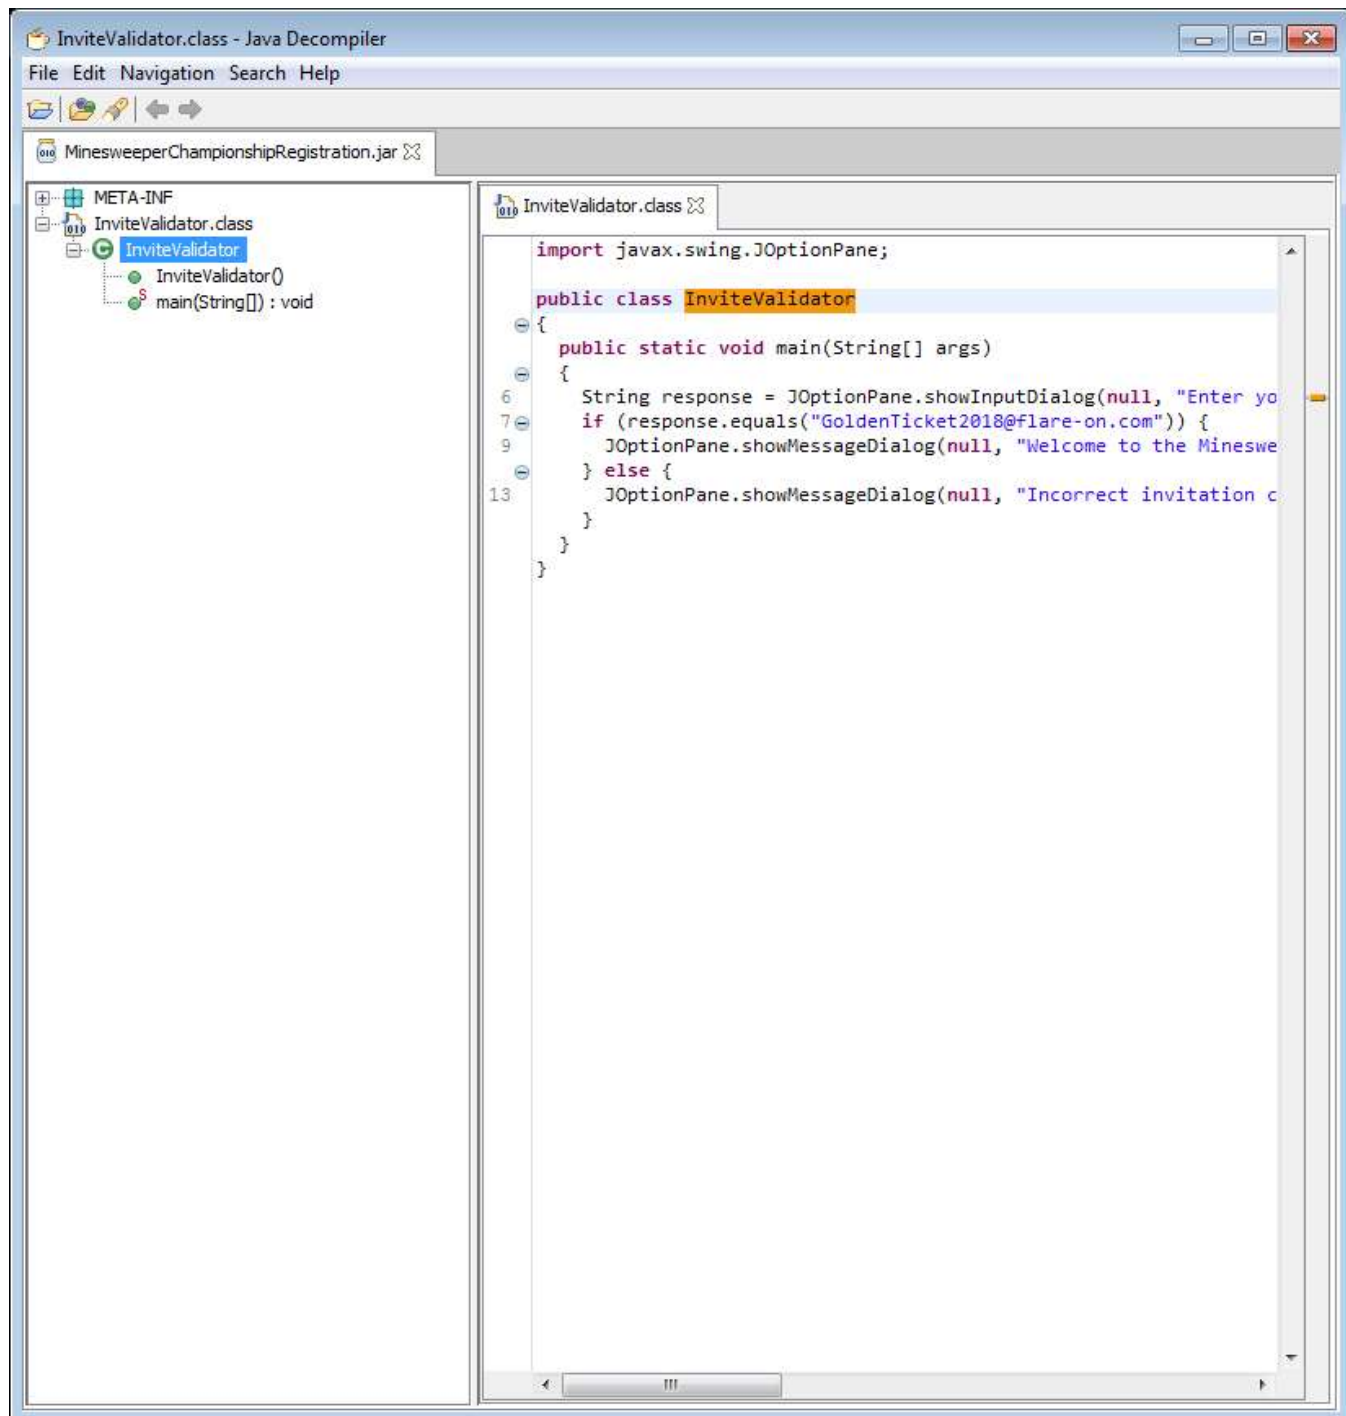 InviteValidator.class - Java Decompiler
File Edit Navigation Search Help
MinesweeperChampionshipRegistration.jar
META-INF
InviteValidator.class
InviteValidator
InviteValidator()
main(String[]) : void
InviteValidator.class
import javax.swing.JOptionPane;
public class InviteValidator
{
public static void main(String[] args)
{
6 String response = JOptionPane.showInputDialog(null, "Enter yo
7 if (response.equals("GoldenTicket2018@flare-on.com")) {
9 JOptionPane.showMessageDialog(null, "Welcome to the Mineswe
} else {
13 JOptionPane.showMessageDialog(null, "Incorrect invitation c
}
}
}